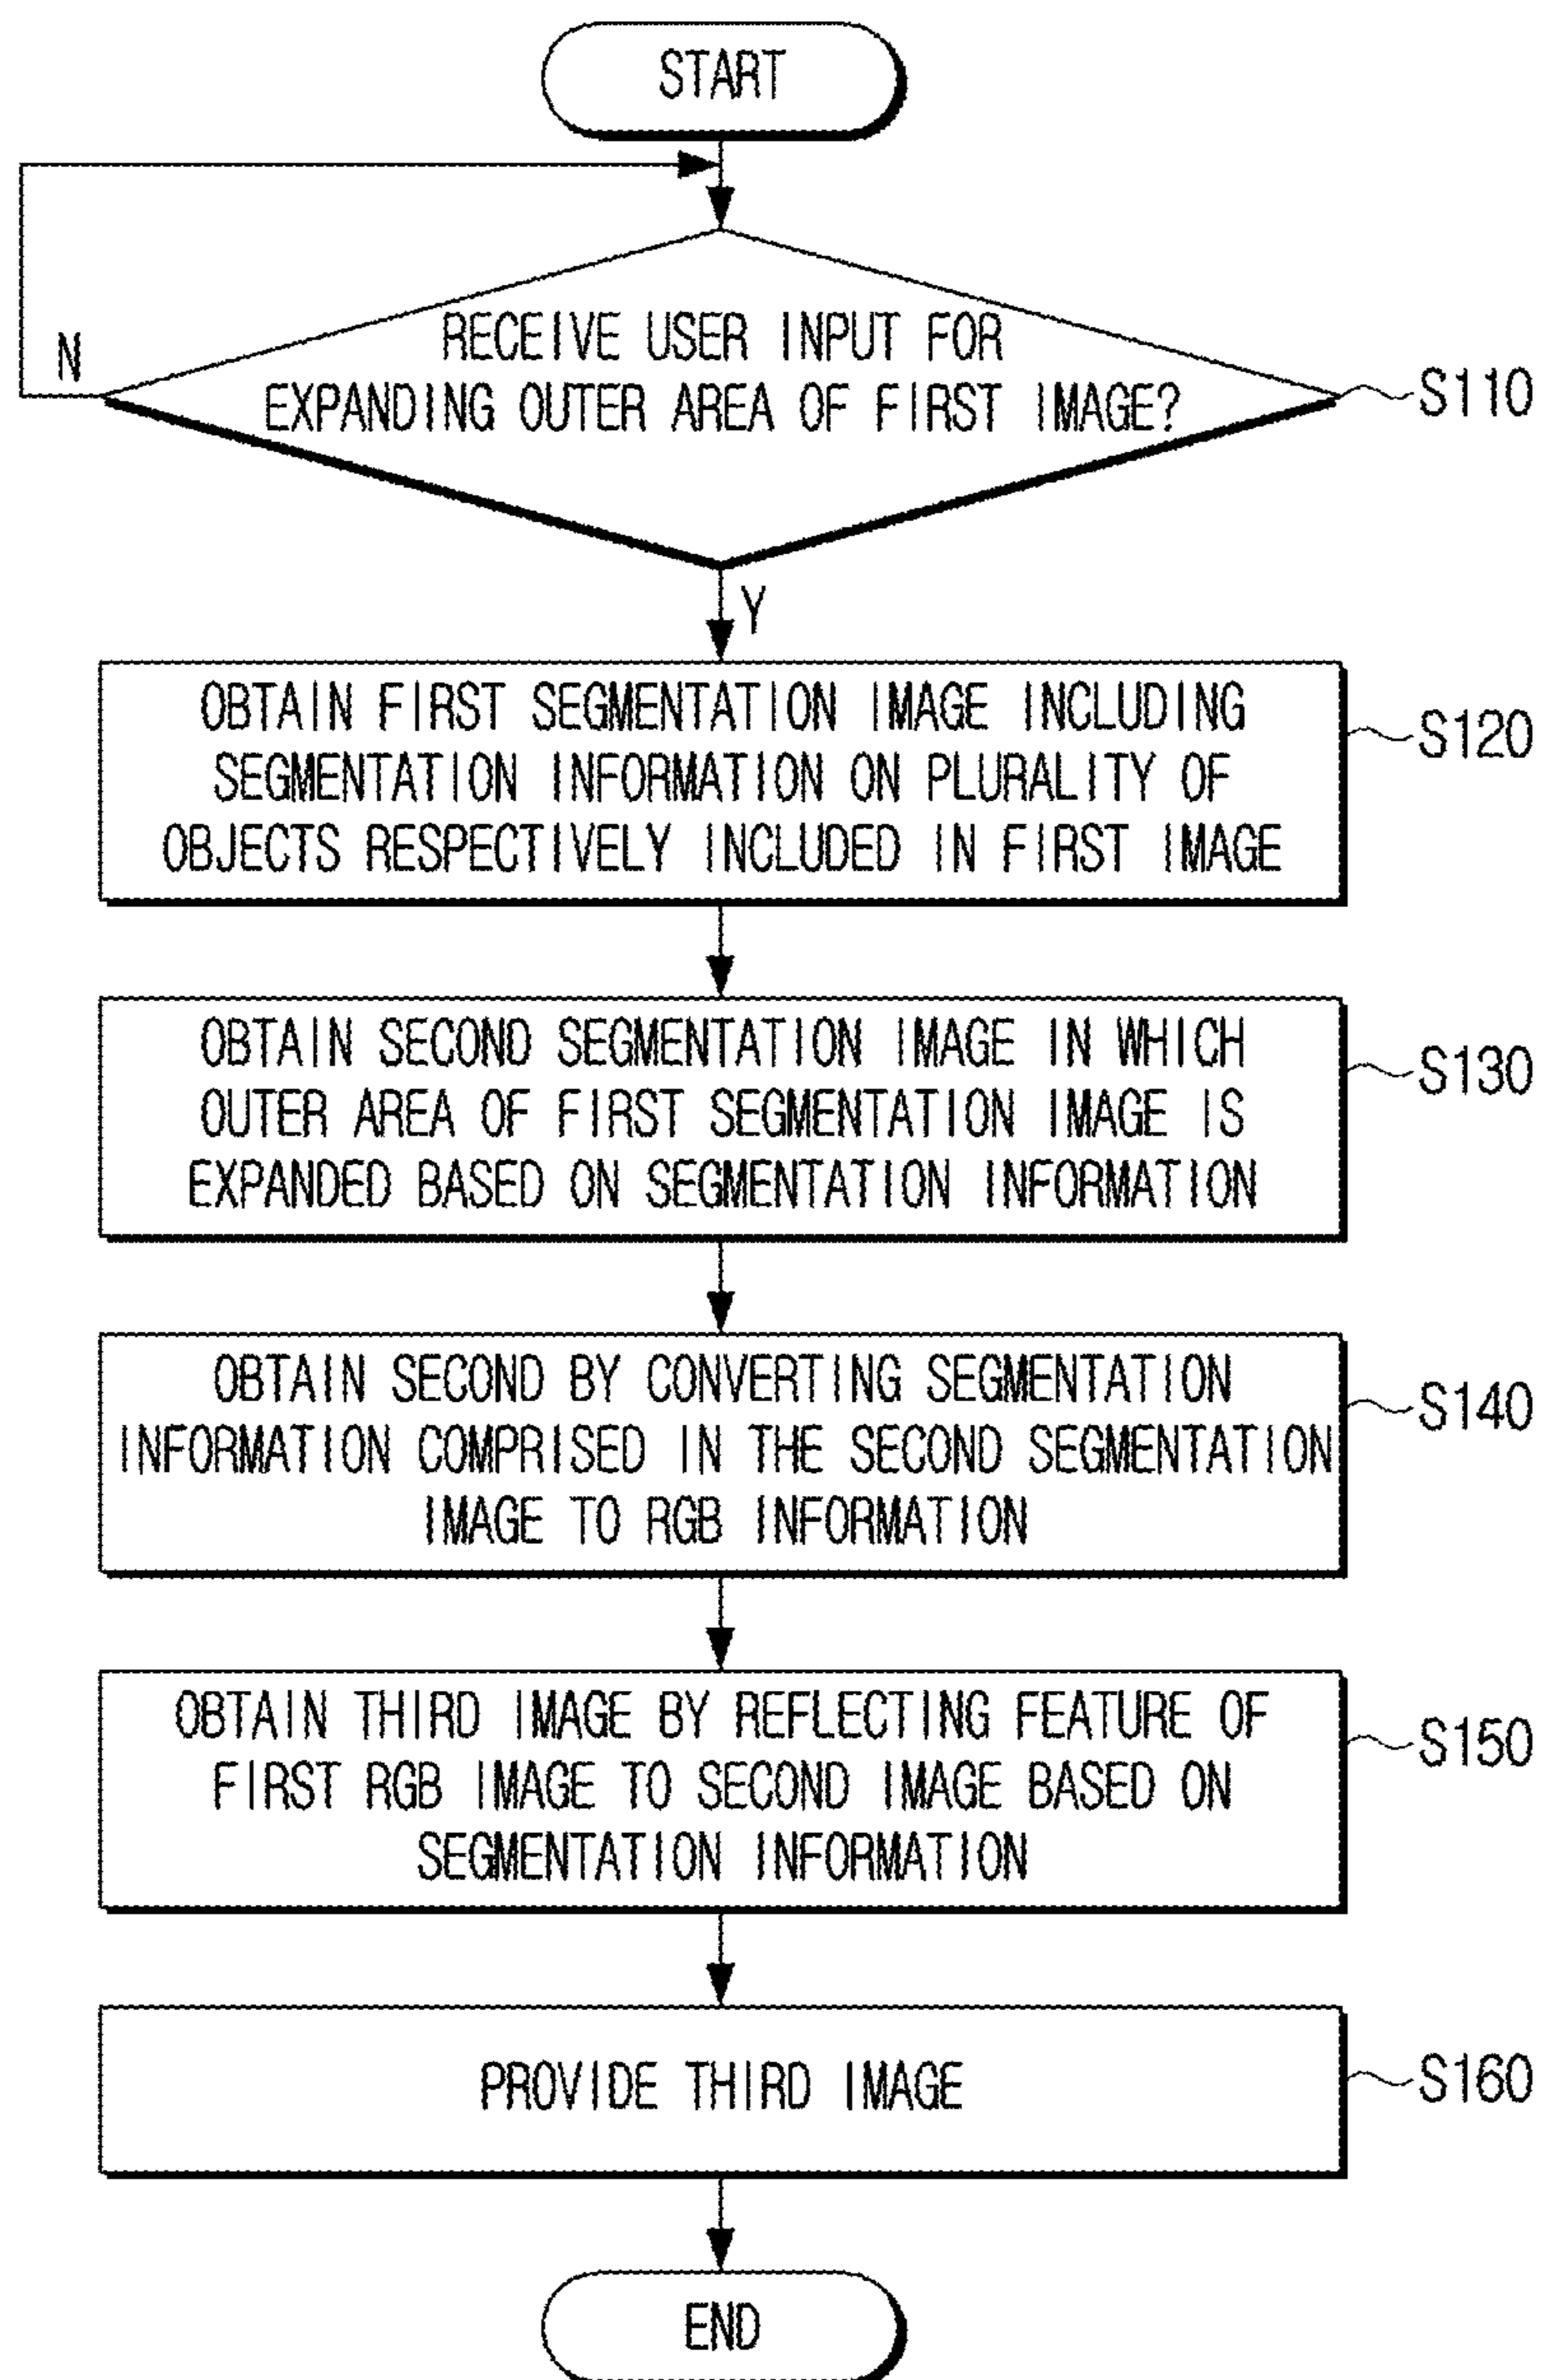 START
N
RECEIVE USER INPUT FOR
EXPANDING OUTER AREA OF FIRST IMAGE?
S110
Y
OBTAIN FIRST SEGMENTATION IMAGE INCLUDING
SEGMENTATION INFORMATION ON PLURALITY OF
OBJECTS RESPECTIVELY INCLUDED IN FIRST IMAGE
S120
OBTAIN SECOND SEGMENTATION IMAGE IN WHICH
OUTER AREA OF FIRST SEGMENTATION IMAGE IS
EXPANDED BASED ON SEGMENTATION INFORMATION
S130
OBTAIN SECOND BY CONVERTING SEGMENTATION
INFORMATION COMPRISED IN THE SECOND SEGMENTATION
IMAGE TO RGB INFORMATION
S140
OBTAIN THIRD IMAGE BY REFLECTING FEATURE OF
FIRST RGB IMAGE TO SECOND IMAGE BASED ON
SEGMENTATION INFORMATION
S150
PROVIDE THIRD IMAGE
S160
END